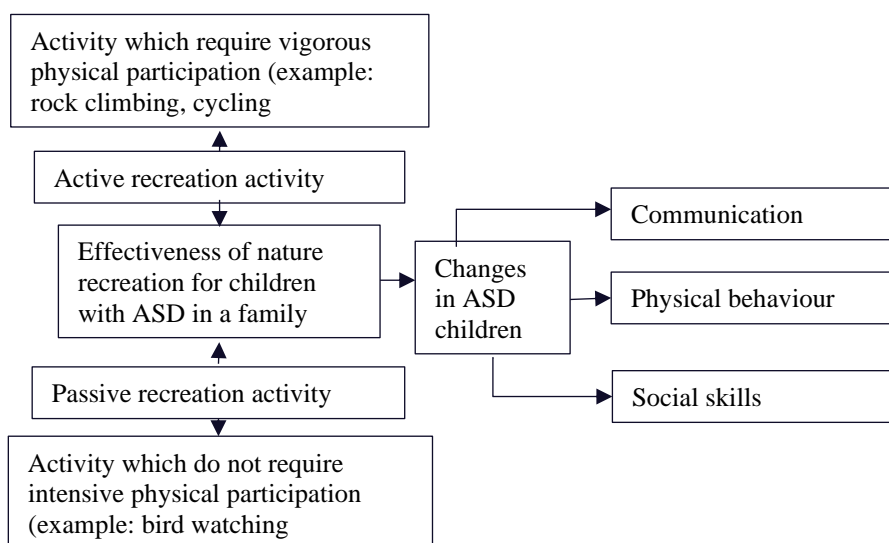 Activity which require vigorous
physical participation (example:
rock climbing, cycling
Active recreation activity
Effectiveness of nature
recreation for children
with ASD in a family
Passive recreation activity
Activity which do not require
intensive physical participation
(example: bird watching
Changes
in ASD
children
Communication
Physical behaviour
Social skills